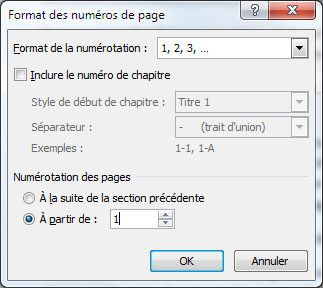 Format des numéros de page
Format de la numérotation : 1, 2, 3, ...
Inclure le numéro de chapitre
Style de début de chapitre : Titre 1
Séparateur : - (trait d'union)
Exemples : 1-1, 1-A
Numérotation des pages
À la suite de la section précédente
À partir de : 1
OK Annuler